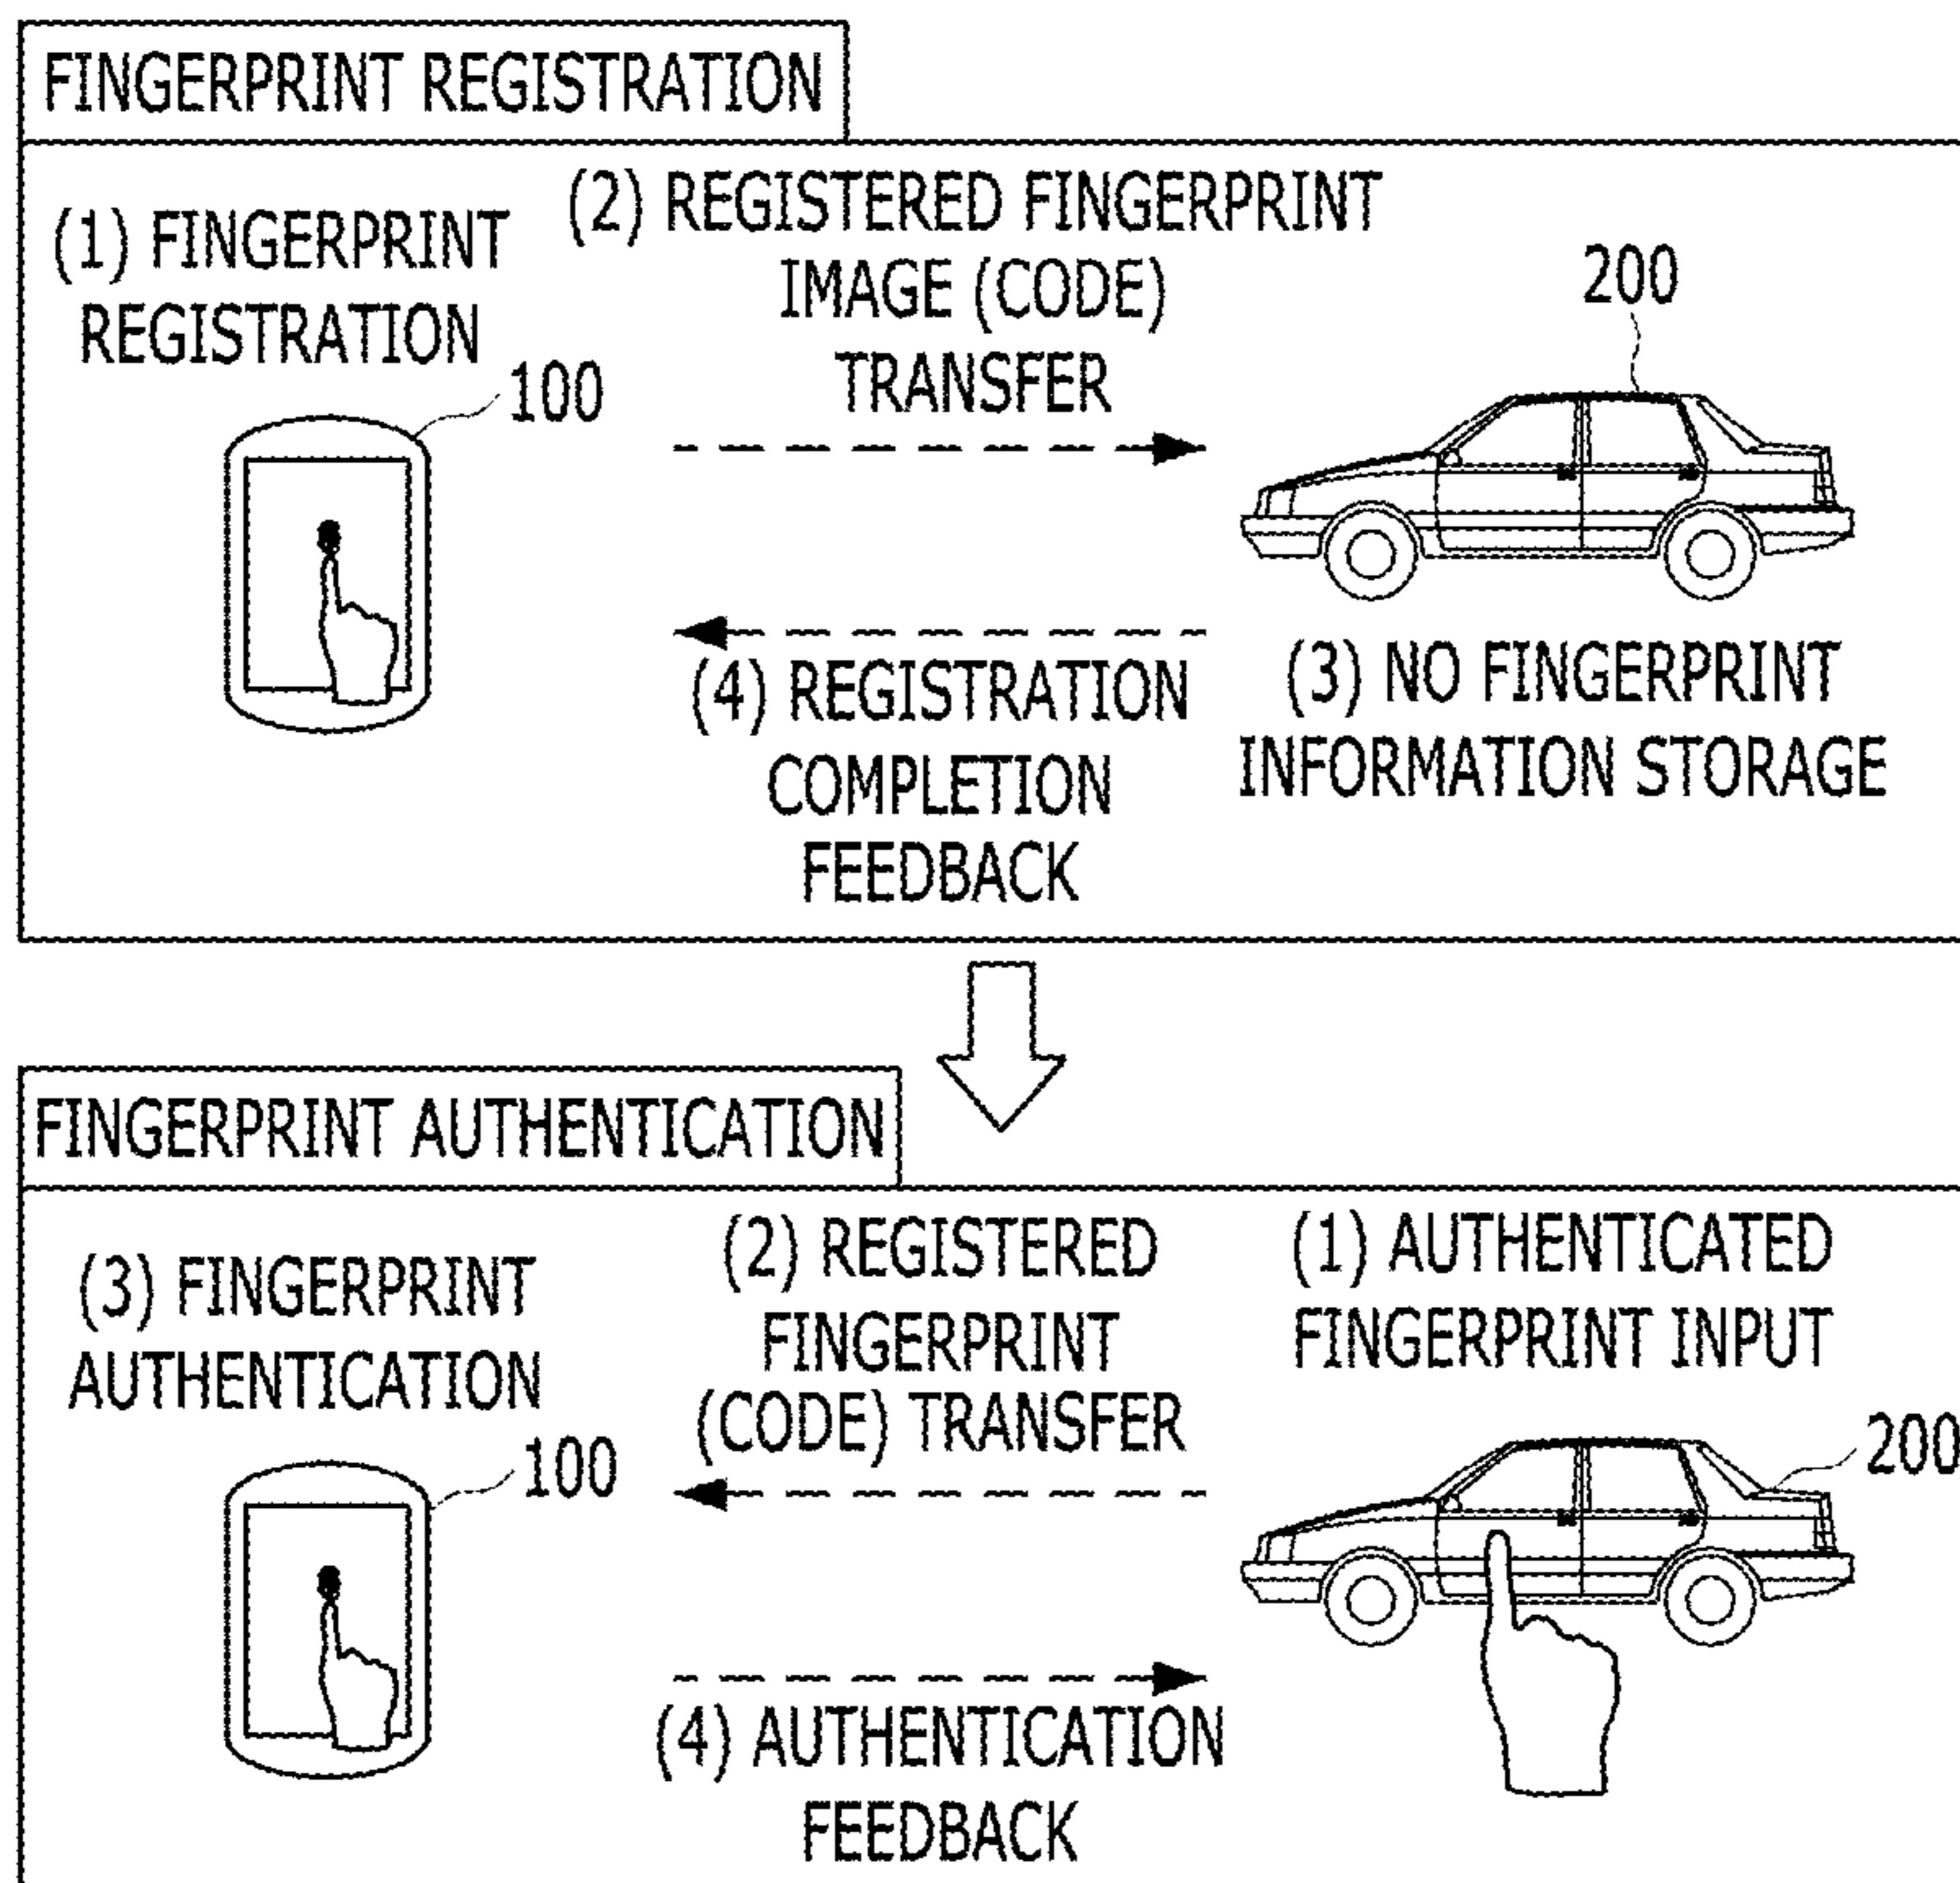 FINGERPRINT REGISTRATION
(1) FINGERPRINT
REGISTRATION
100
(2) REGISTERED FINGERPRINT
IMAGE (CODE)
TRANSFER
200
(4) REGISTRATION
COMPLETION
FEEDBACK
(3) NO FINGERPRINT
INFORMATION STORAGE
FINGERPRINT AUTHENTICATION
(3) FINGERPRINT
AUTHENTICATION
100
(2) REGISTERED
FINGERPRINT
(CODE) TRANSFER
(1) AUTHENTICATED
FINGERPRINT INPUT
200
(4) AUTHENTICATION
FEEDBACK